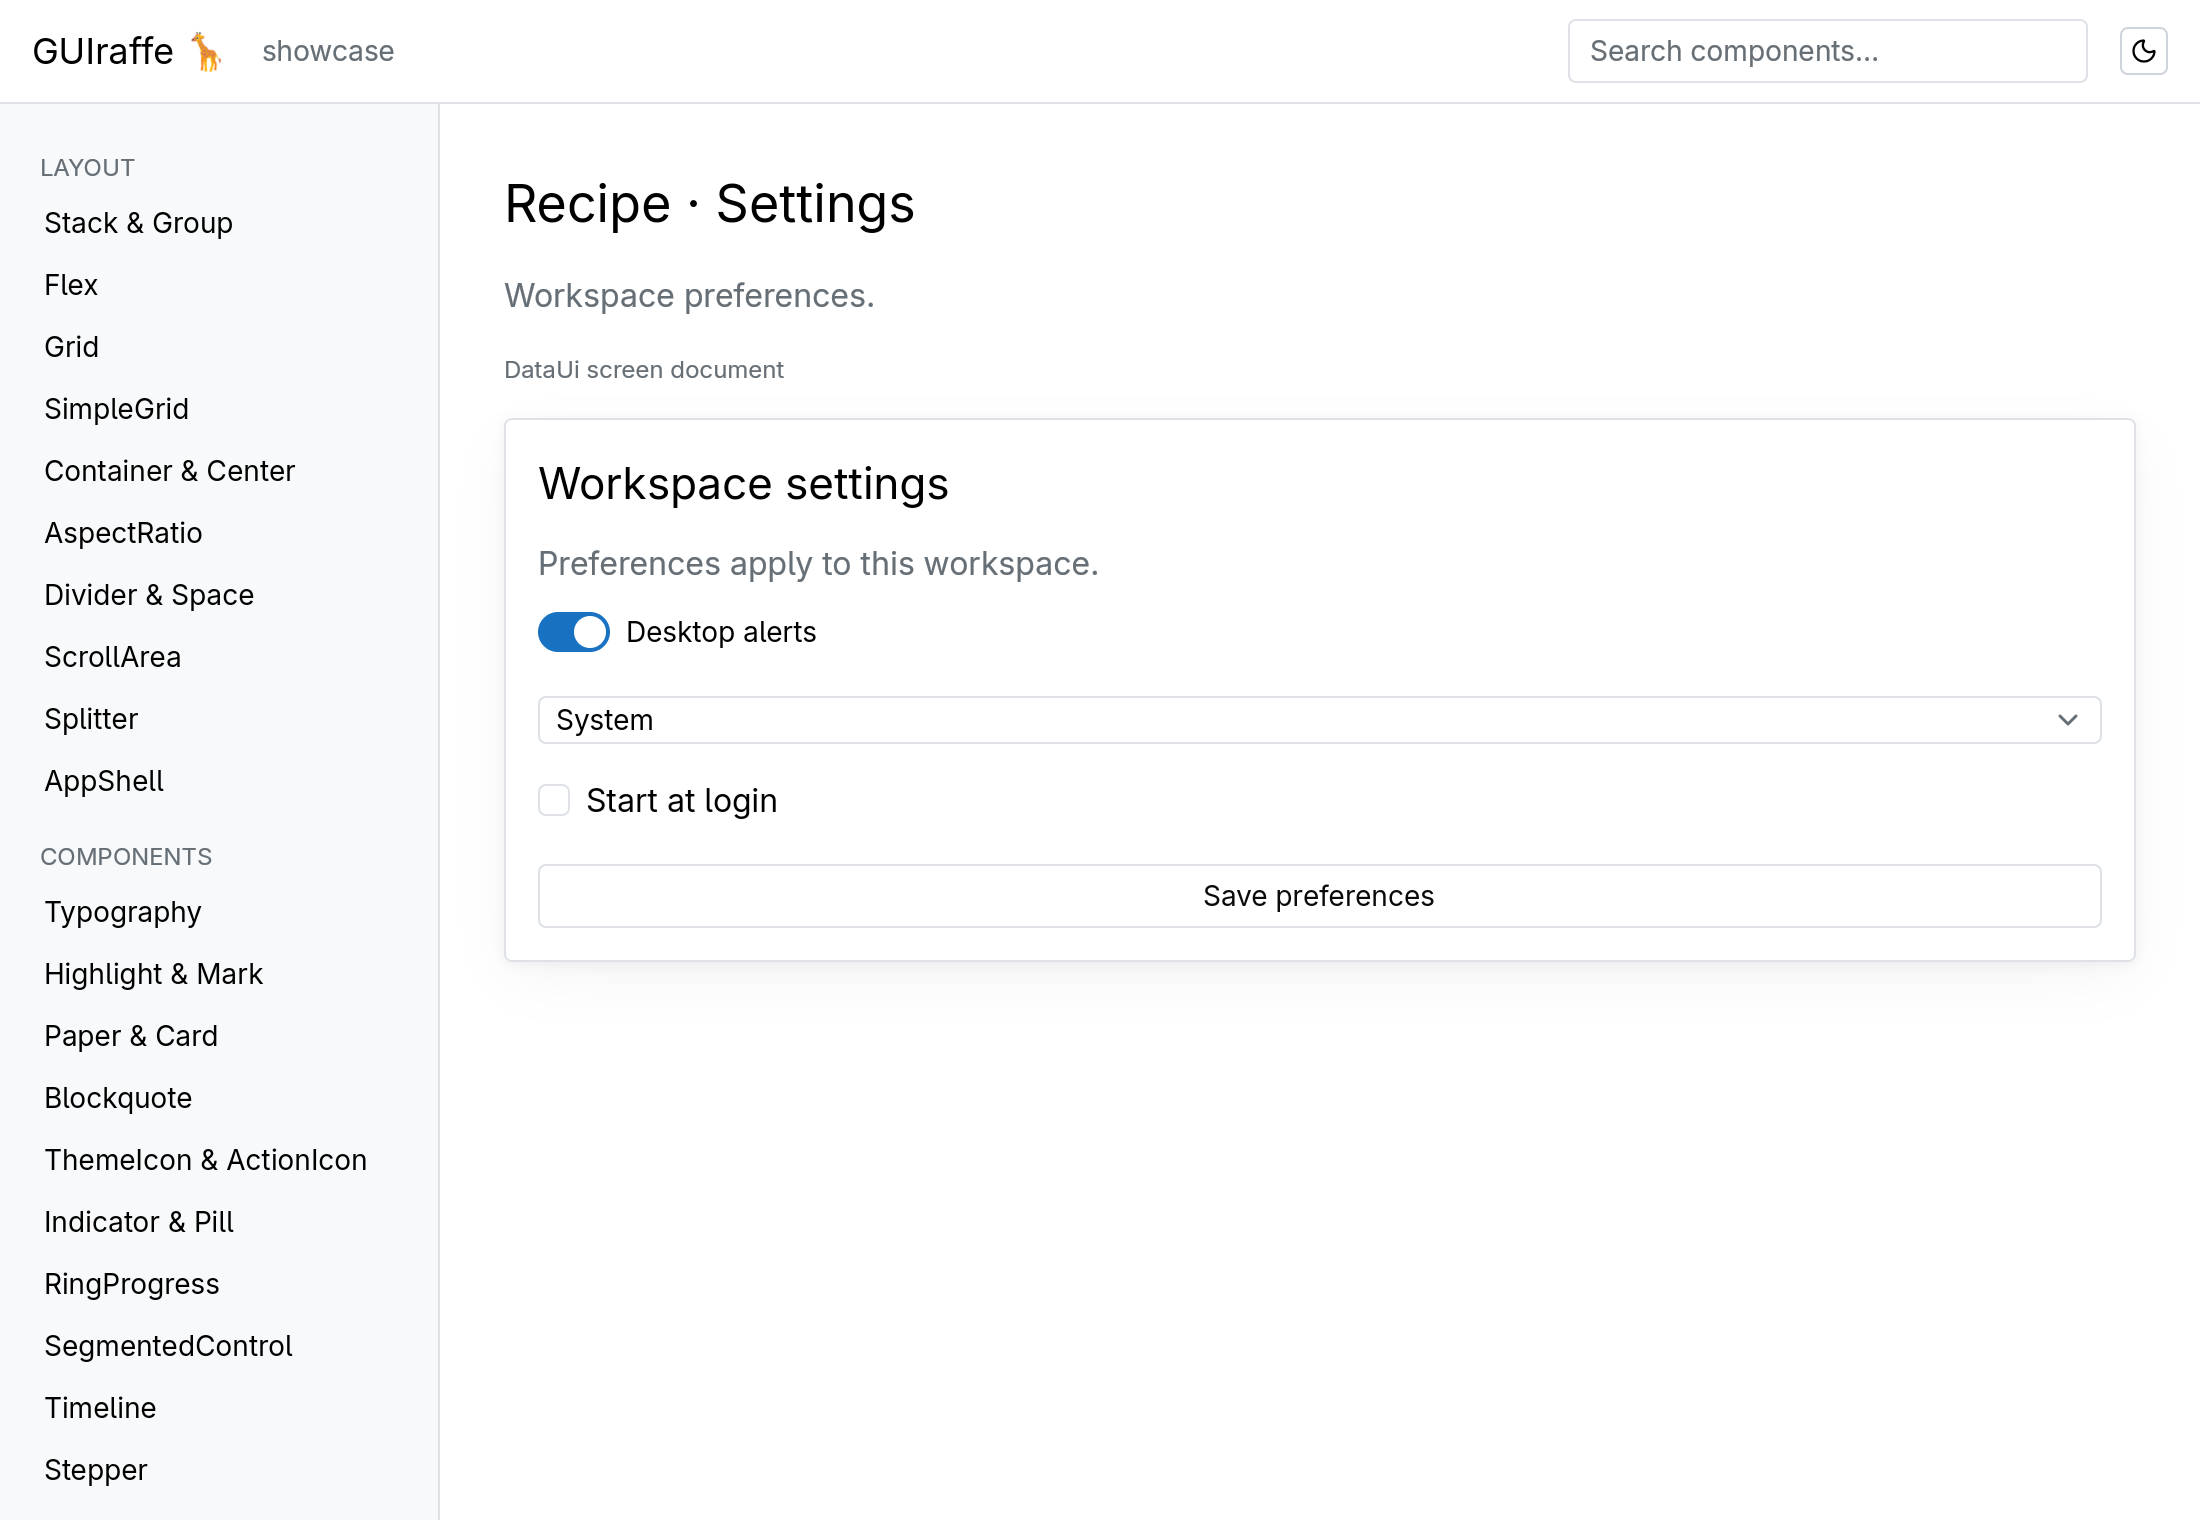 GUIraffe 🦒 showcase
Search components...
LAYOUT
Stack & Group
Flex
Grid
SimpleGrid
Container & Center
AspectRatio
Divider & Space
ScrollArea
Splitter
AppShell
COMPONENTS
Typography
Highlight & Mark
Paper & Card
Blockquote
ThemeIcon & ActionIcon
Indicator & Pill
RingProgress
SegmentedControl
Timeline
Stepper
Recipe · Settings
Workspace preferences.
DataUi screen document
Workspace settings
Preferences apply to this workspace.
Desktop alerts
System
Start at login
Save preferences